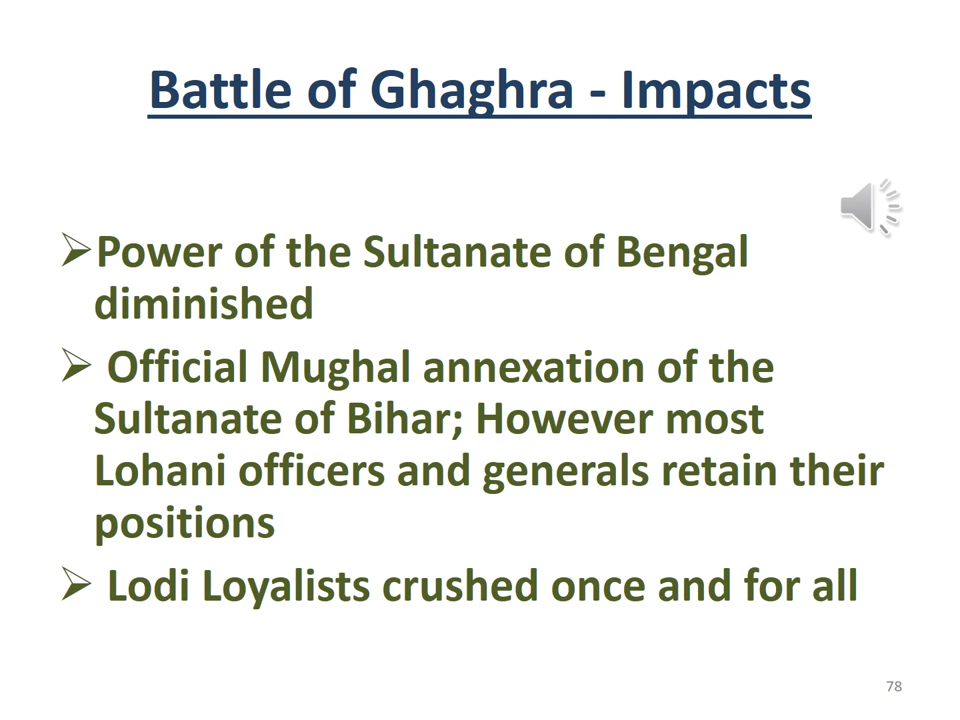 Battle of Ghaghra - Impacts
➢Power of the Sultanate of Bengal
diminished
➢ Official Mughal annexation of the
Sultanate of Bihar; However most
Lohani officers and generals retain their
positions
➢ Lodi Loyalists crushed once and for all
78